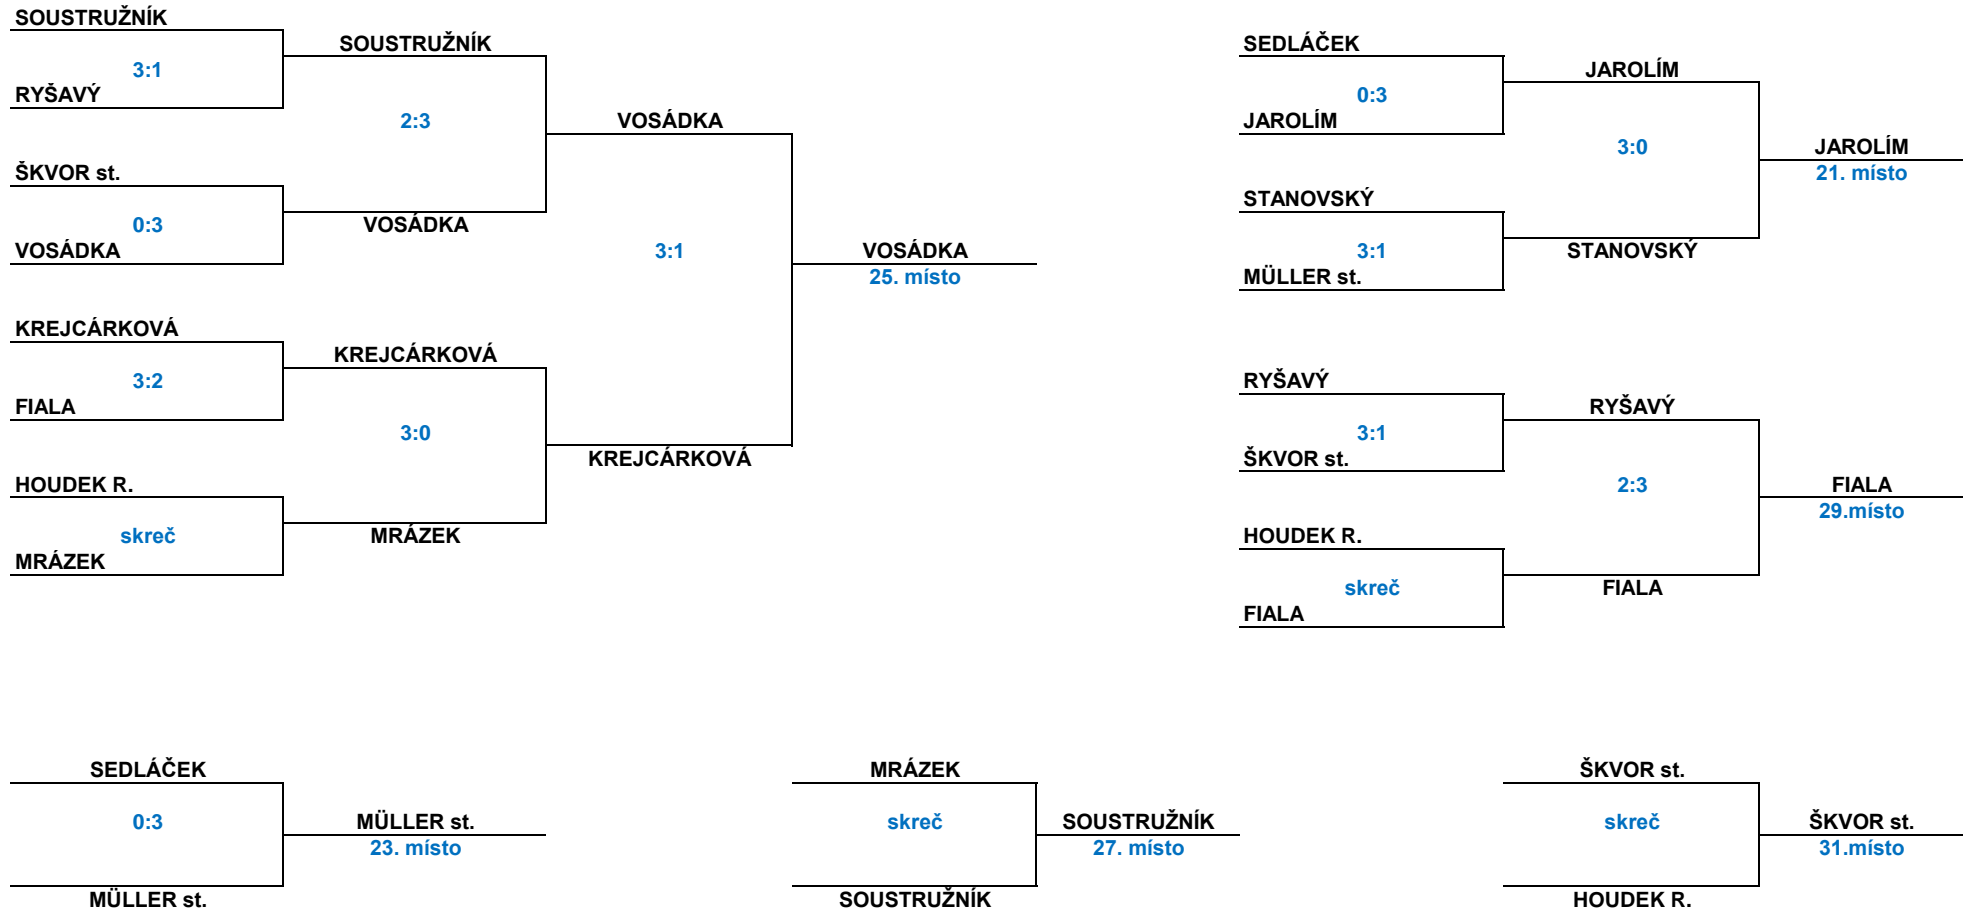 SOUSTRUŽNÍK
3:1
RYŠAVÝ
SOUSTRUŽNÍK
2:3
ŠKVOR st.
0:3
VOSÁDKA
VOSÁDKA
VOSÁDKA
3:1
VOSÁDKA
25. místo
KREJCÁRKOVÁ
3:2
FIALA
KREJCÁRKOVÁ
3:0
KREJCÁRKOVÁ
HOUDEK R.
skreč
MRÁZEK
MRÁZEK
SEDLÁČEK
0:3
JAROLÍM
JAROLÍM
3:0
JAROLÍM
21. místo
STANOVSKÝ
3:1
MÜLLER st.
STANOVSKÝ
RYŠAVÝ
3:1
ŠKVOR st.
RYŠAVÝ
2:3
FIALA
29.místo
HOUDEK R.
skreč
FIALA
FIALA
SEDLÁČEK
0:3
MÜLLER st.
MÜLLER st.
23. místo
MRÁZEK
skreč
SOUSTRUŽNÍK
SOUSTRUŽNÍK
27. místo
ŠKVOR st.
skreč
HOUDEK R.
ŠKVOR st.
31.místo